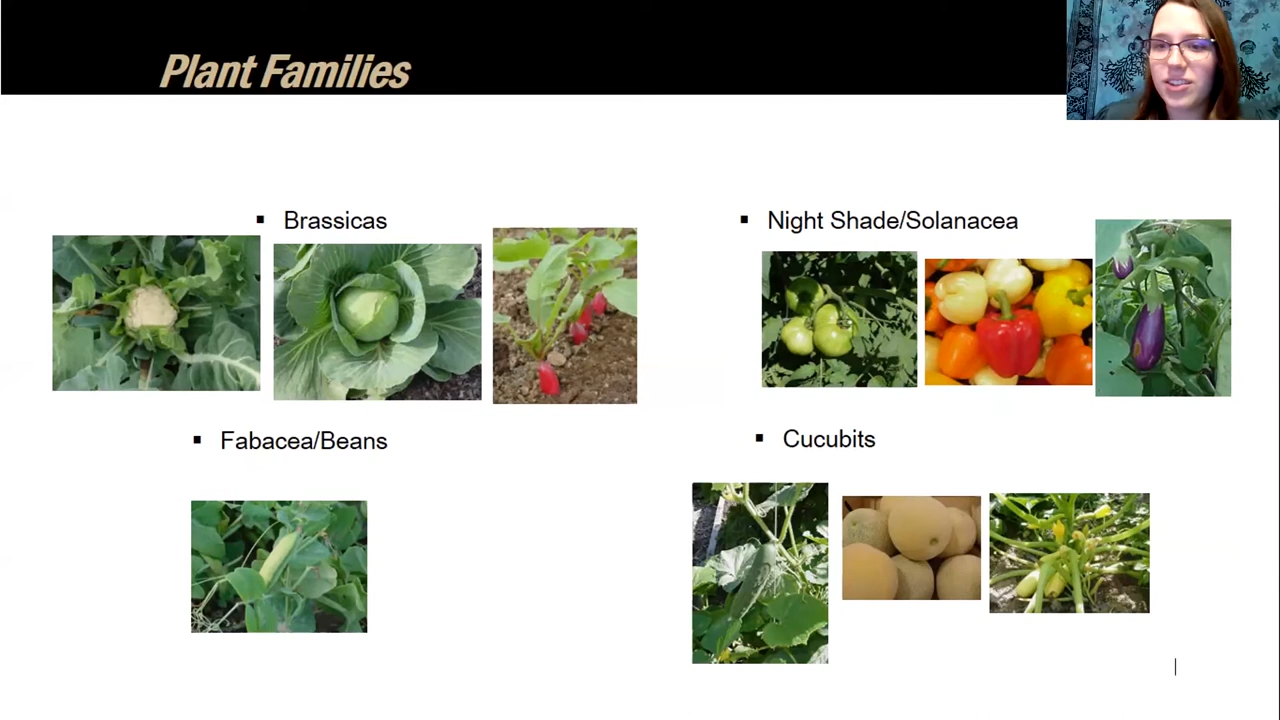 Plant Families
Brassicas
Night Shade/Solanacea
Fabacea/Beans
Cucubits